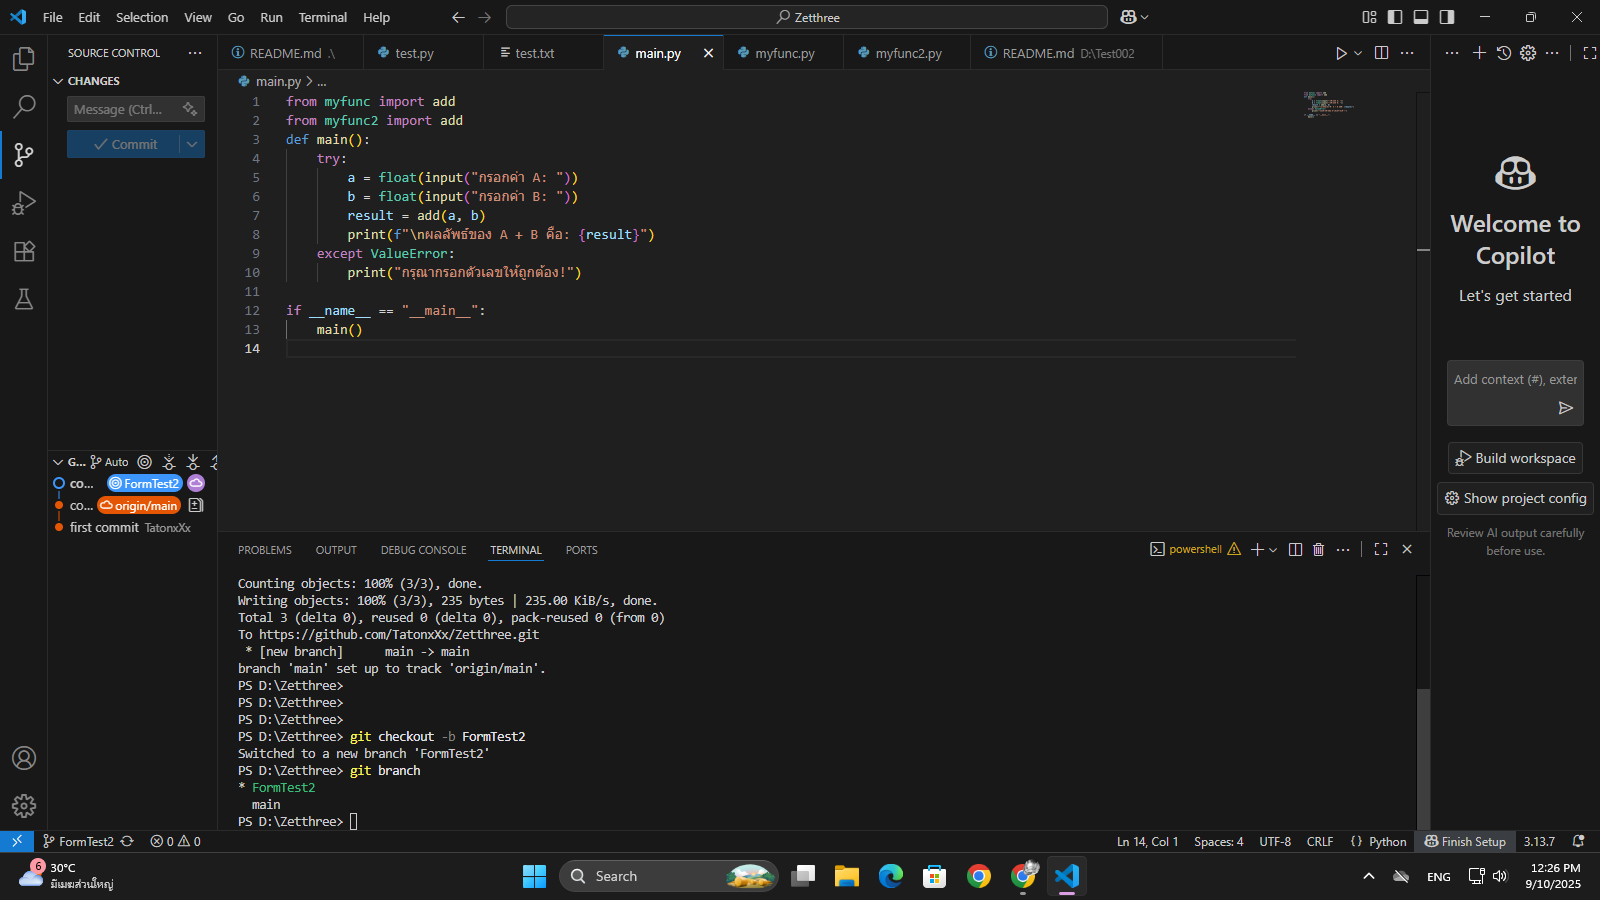 File Edit Selection View Go Run Terminal Help
Zetthree
SOURCE CONTROL
README.md .\
test.py
test.txt
main.py
myfunc.py
myfunc2.py
README.md D:\Test002
CHANGES
main.py > ...
Message (Ctrl...
Commit
1 from myfunc import add
2 from myfunc2 import add
3 def main():
4 try:
5 a = float(input("กรอกค่า A: "))
6 b = float(input("กรอกค่า B: "))
7 result = add(a, b)
8 print(f"\nผลลัพธ์ของ A + B คือ: {result}")
9 except ValueError:
10 print("กรุณากรอกตัวเลขให้ถูกต้อง!")
11
12 if __name__ == "__main__":
13 main()
14
G... Auto
co... FormTest2
co... origin/main
first commit TatonxXx
PROBLEMS OUTPUT DEBUG CONSOLE TERMINAL PORTS
powershell
Counting objects: 100% (3/3), done.
Writing objects: 100% (3/3), 235 bytes | 235.00 KiB/s, done.
Total 3 (delta 0), reused 0 (delta 0), pack-reused 0 (from 0)
To https://github.com/TatonxXx/Zetthree.git
* [new branch] main -> main
branch 'main' set up to track 'origin/main'.
PS D:\Zetthree>
PS D:\Zetthree>
PS D:\Zetthree>
PS D:\Zetthree> git checkout -b FormTest2
Switched to a new branch 'FormTest2'
PS D:\Zetthree> git branch
* FormTest2
main
PS D:\Zetthree>
Welcome to
Copilot
Let's get started
Add context (#), exter
Build workspace
Show project config
Review AI output carefully
before use.
FormTest2 0 0
Ln 14, Col 1 Spaces: 4 UTF-8 CRLF {} Python Finish Setup 3.13.7
6
30°C
มีเมฆส่วนใหญ่
Search
ENG
12:26 PM
9/10/2025